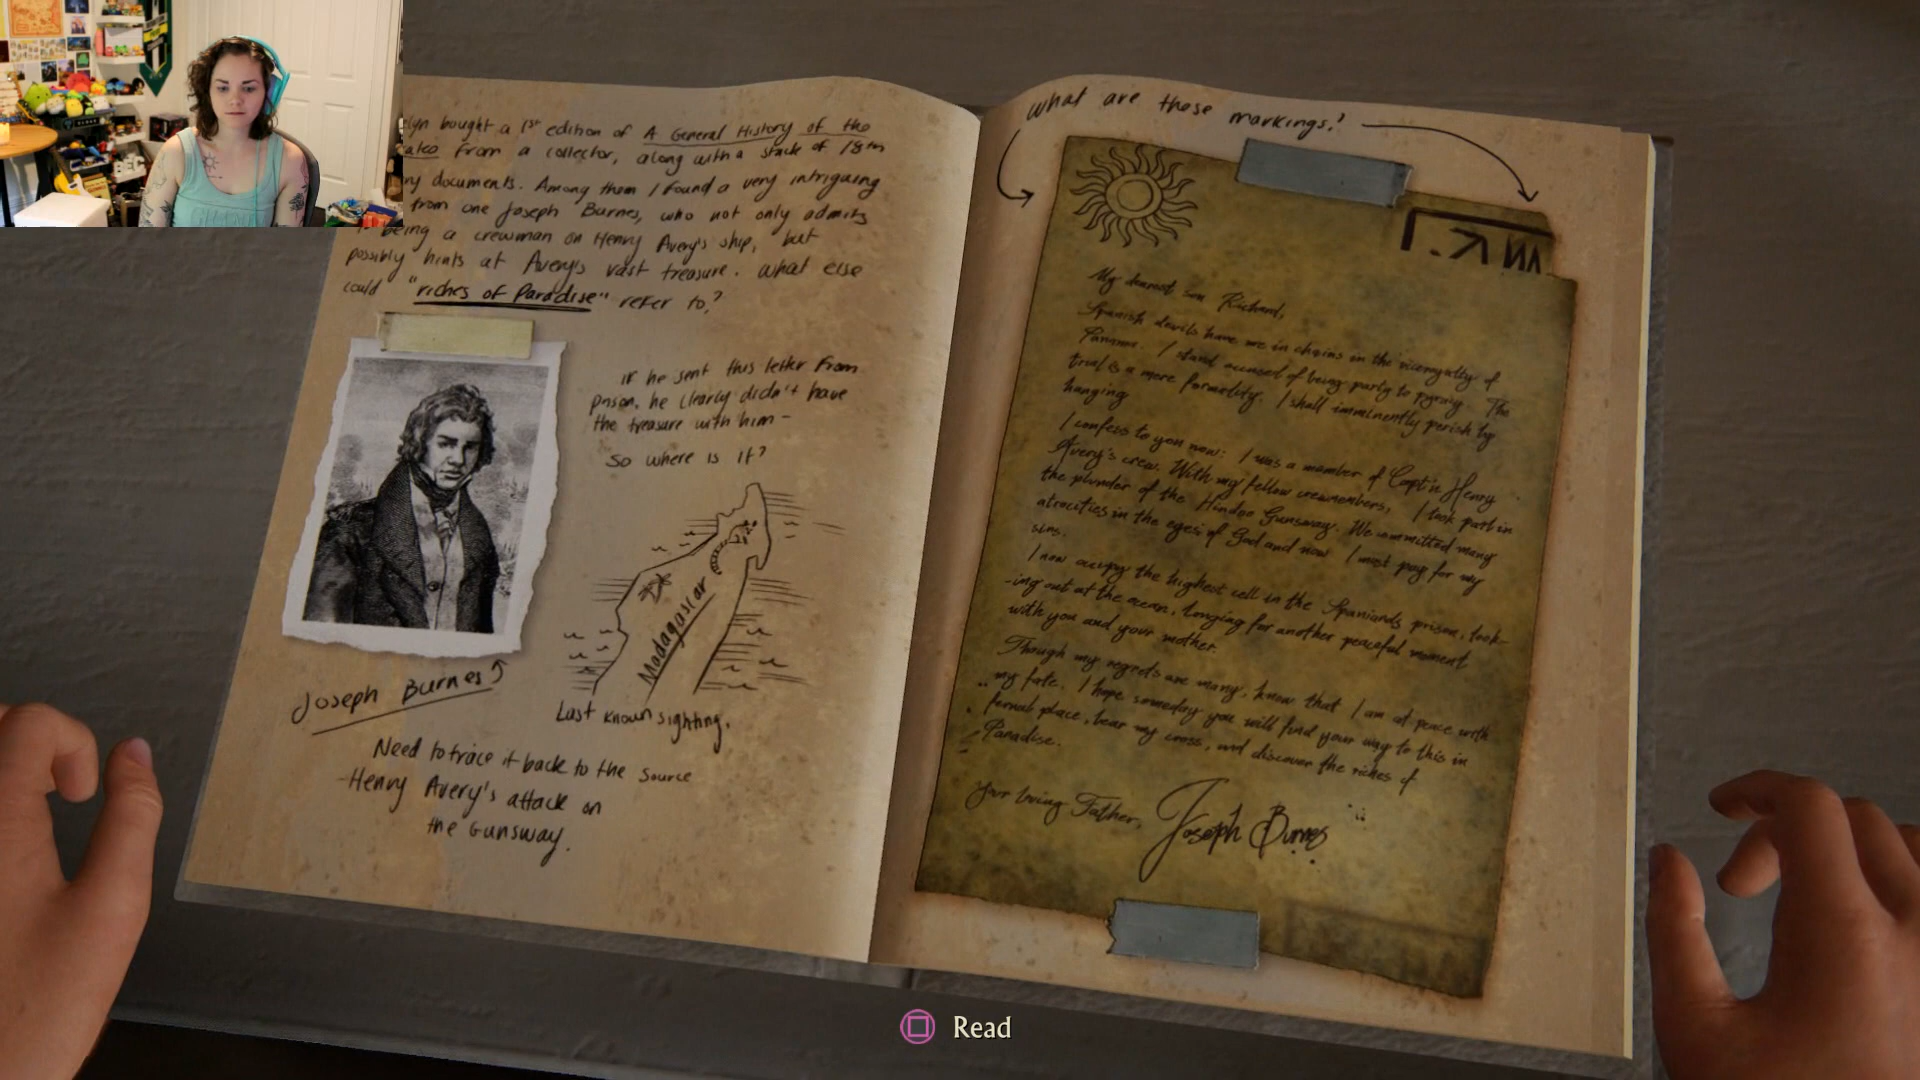 lyn bought a 1st edition of A General History of the
ates from a collector, along with a stack of 18th
ry documents. Among them I found a very intriguing
from one Joseph Burnes, who not only admits
being a crewman on Henry Avery's ship, but
possibly hints at Avery's vast treasure. what else
could "riches of Paradise" refer to?
if he sent this letter from
prison, he clearly didn't have
the treasure with him -
So where is it?
Madagascar
Joseph Burnes
Last known sighting.
Need to trace it back to the source
- Henry Avery's attack on
the Gunsway.
what are these markings?
My dearest son Richard,
Spanish devils have me in chains in the viceroyalty of
Panama. I stand accused of being party to pyracy. The
trial is a mere formality. I shall imminently perish by
hanging.
I confess to you now: I was a member of Capt'n Henry
Avery's crew. With my fellow crewmembers, I took part in
the plunder of the Hindoo Gunsway. We committed many
atrocities in the eyes of God and now I must pay for my
sins.
I now occupy the highest cell in the Spaniards prison, look-
-ing out at the ocean, longing for another peaceful moment
with you and your mother.
Though my regrets are many, know that I am at peace with
my fate. I hope someday you will find your way to this in
fernal place, bear my cross, and discover the riches of
Paradise.
Your loving Father, Joseph Burnes
Read